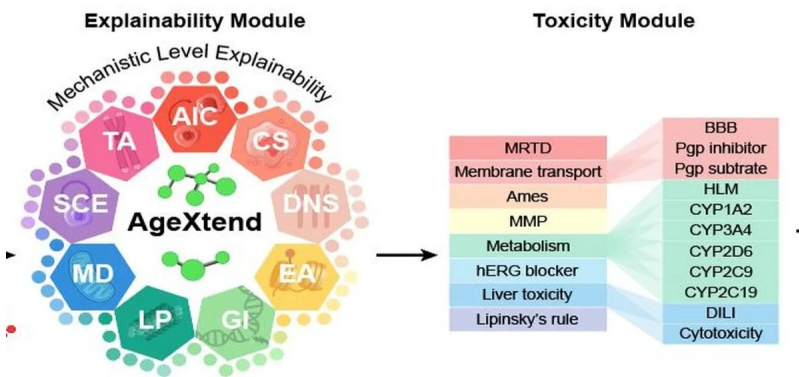 Explainability Module
Mechanistic Level Explainability
AIC
TA
CS
SCE
DNS
AgeXtend
MD
EA
LP
GI
Toxicity Module
MRTD
Membrane transport
Ames
MMP
Metabolism
hERG blocker
Liver toxicity
Lipinsky's rule
BBB
Pgp inhibitor
Pgp subtrate
HLM
CYP1A2
CYP3A4
CYP2D6
CYP2C9
CYP2C19
DILI
Cytotoxicity